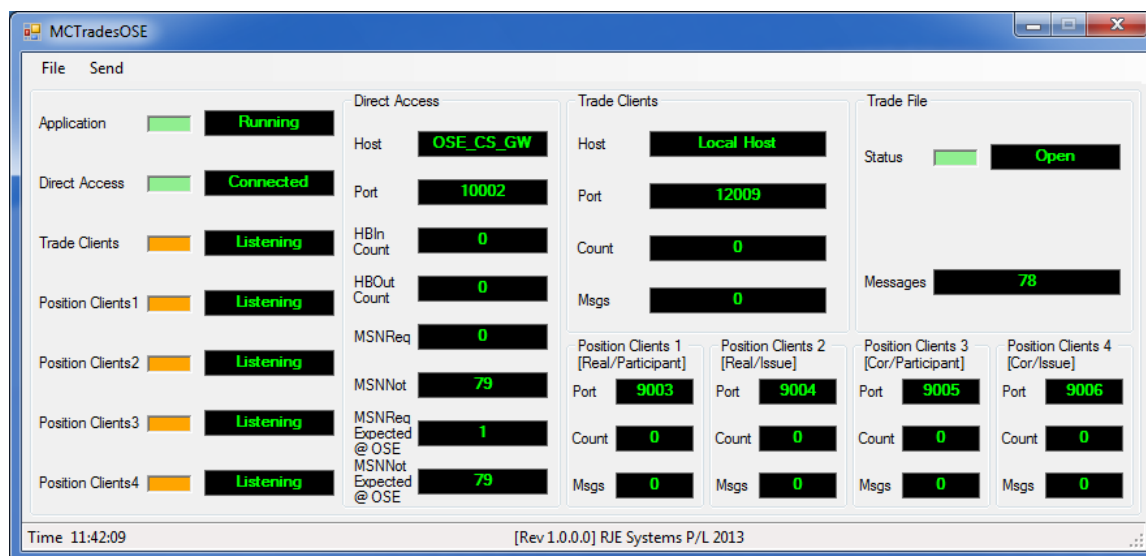 MCTradesOSE
File Send
Application Running
Direct Access Connected
Trade Clients Listening
Position Clients1 Listening
Position Clients2 Listening
Position Clients3 Listening
Position Clients4 Listening
Direct Access
Host OSE_CS_GW
Port 10002
HBIn
Count 0
HBOut
Count 0
MSNReq 0
MSNNot 79
MSNReq
Expected
@ OSE 1
MSNNot
Expected
@ OSE 79
Trade Clients
Host Local Host
Port 12009
Count 0
Msgs 0
Trade File
Status Open
Messages 78
Position Clients 1
[Real/Participant]
Port 9003
Count 0
Msgs 0
Position Clients 2
[Real/Issue]
Port 9004
Count 0
Msgs 0
Position Clients 3
[Cor/Participant]
Port 9005
Count 0
Msgs 0
Position Clients 4
[Cor/Issue]
Port 9006
Count 0
Msgs 0
Time 11:42:09
[Rev 1.0.0.0] RJE Systems P/L 2013